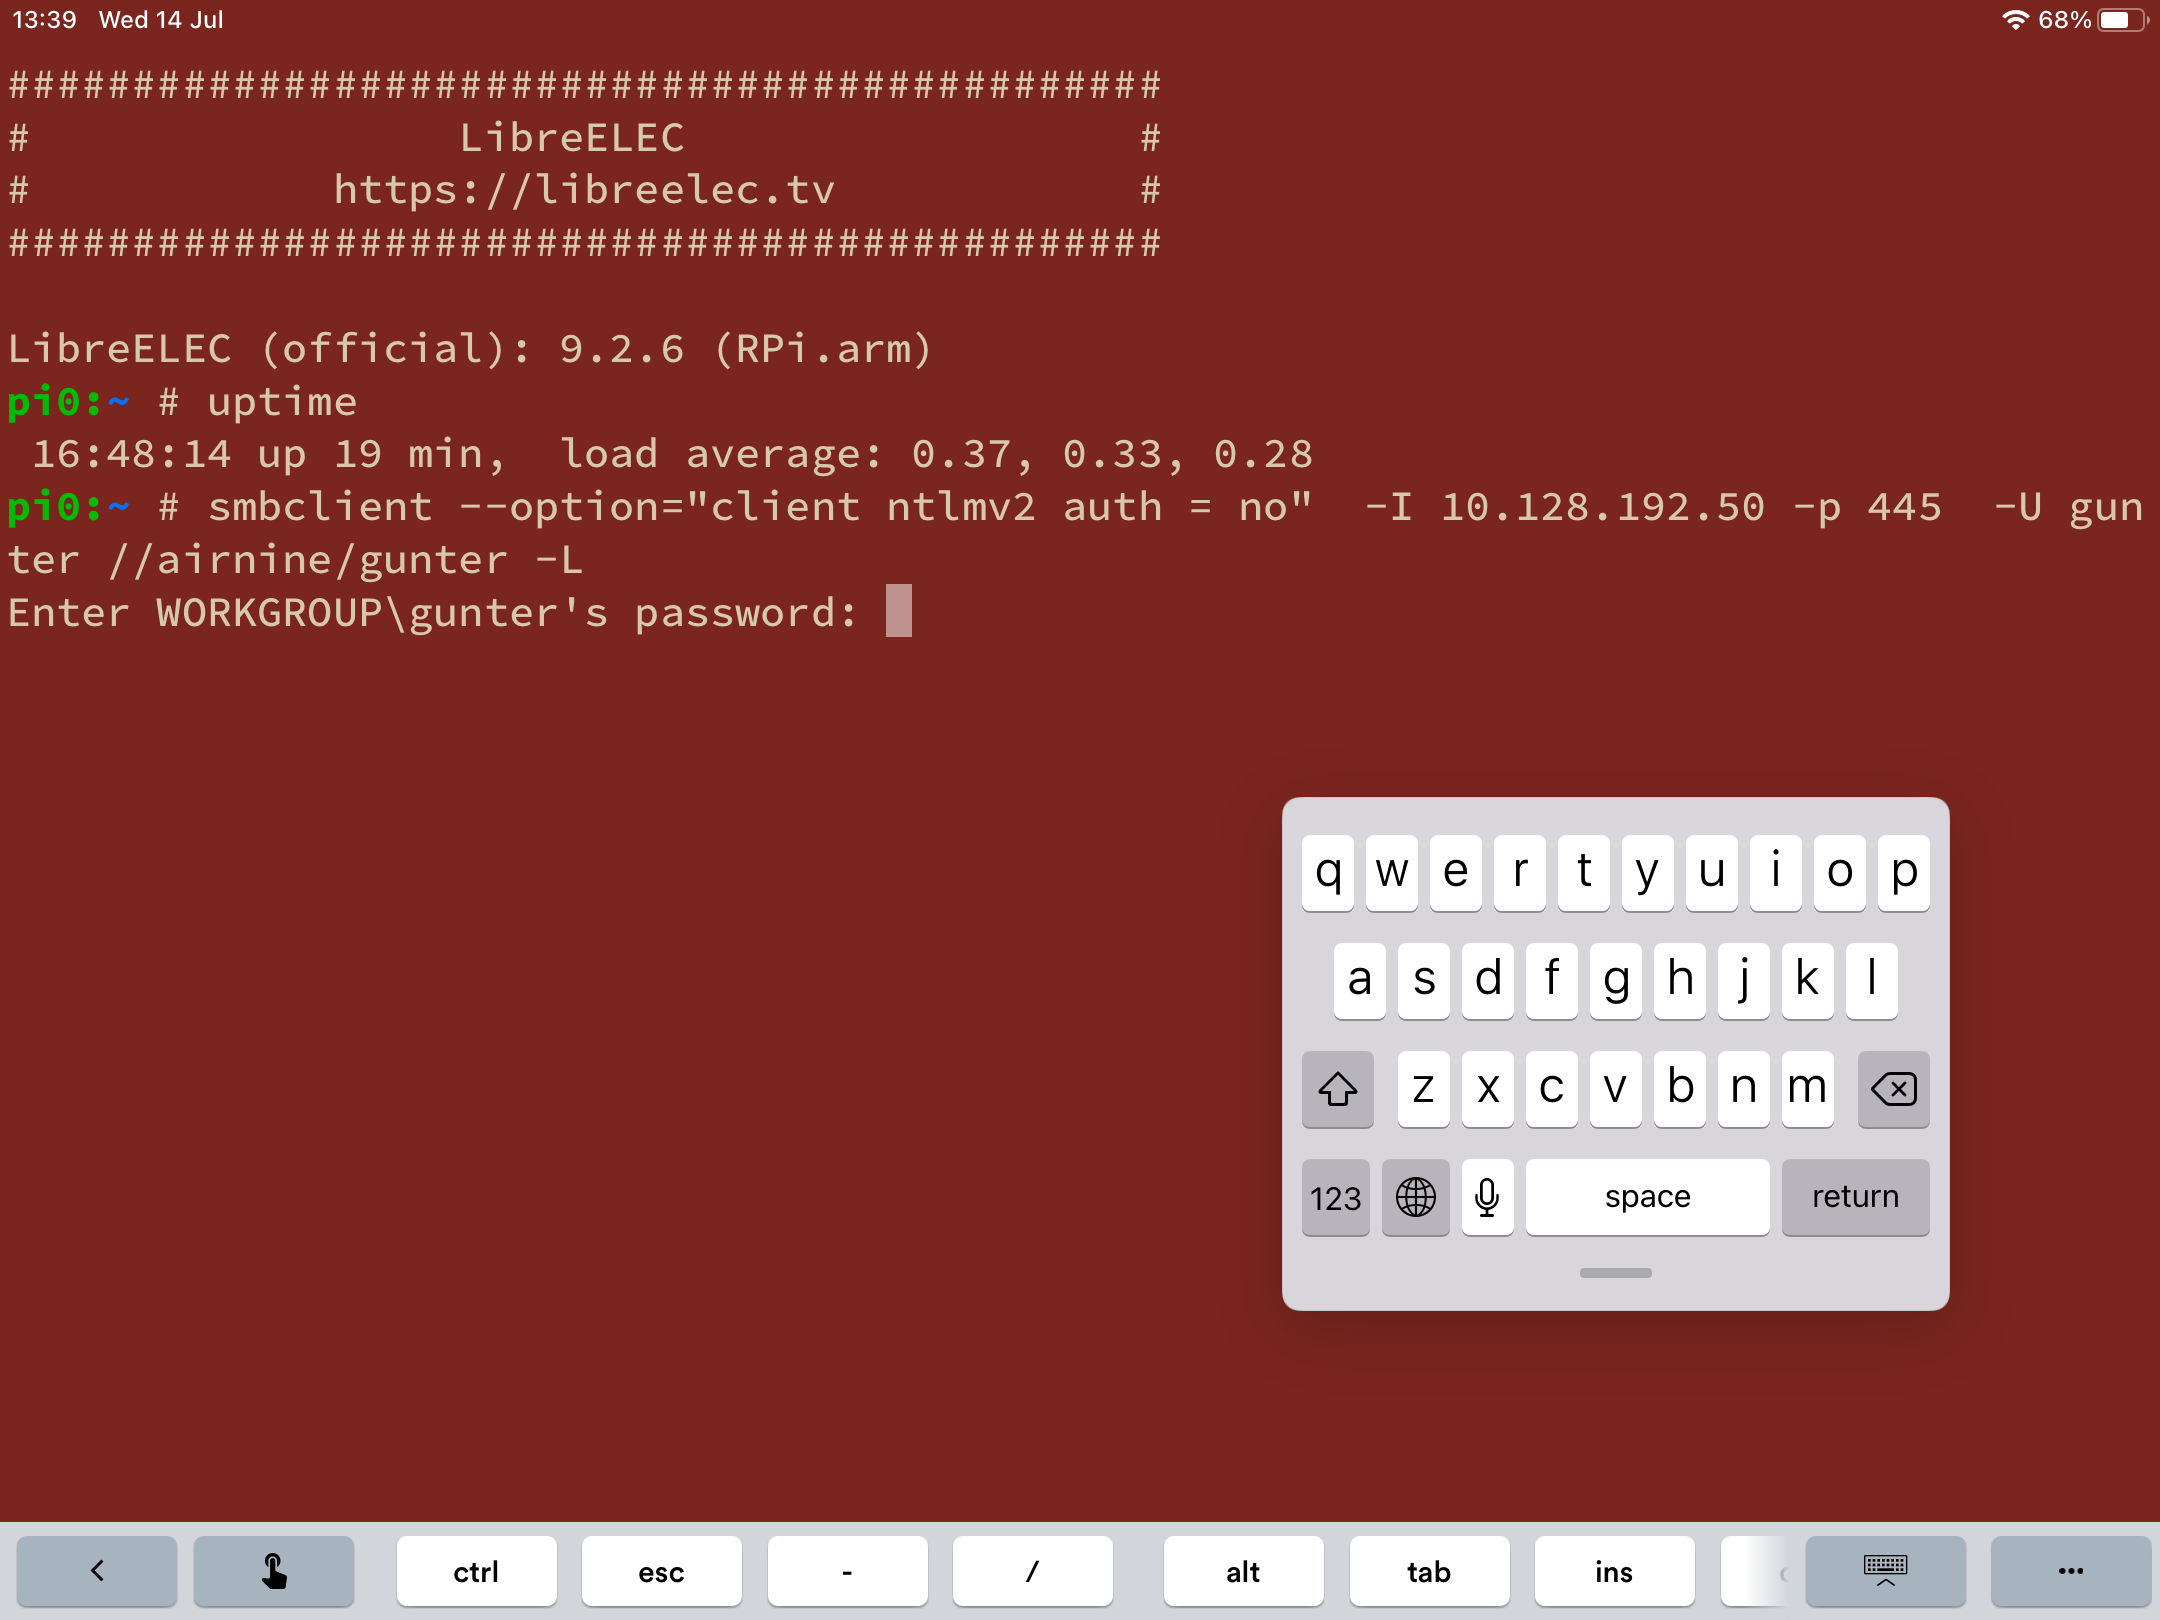 13:39 Wed 14 Jul 68%
##############################################
# LibreELEC #
# https://libreelec.tv #
##############################################
LibreELEC (official): 9.2.6 (RPi.arm)
pi0:~ # uptime
16:48:14 up 19 min, load average: 0.37, 0.33, 0.28
pi0:~ # smbclient --option="client ntlmv2 auth = no" -I 10.128.192.50 -p 445 -U gun
ter //airnine/gunter -L
Enter WORKGROUP\gunter's password:
q w e r t y u i o p
a s d f g h j k l
z x c v b n m
123 space return
< ctrl esc - / alt tab ins ...